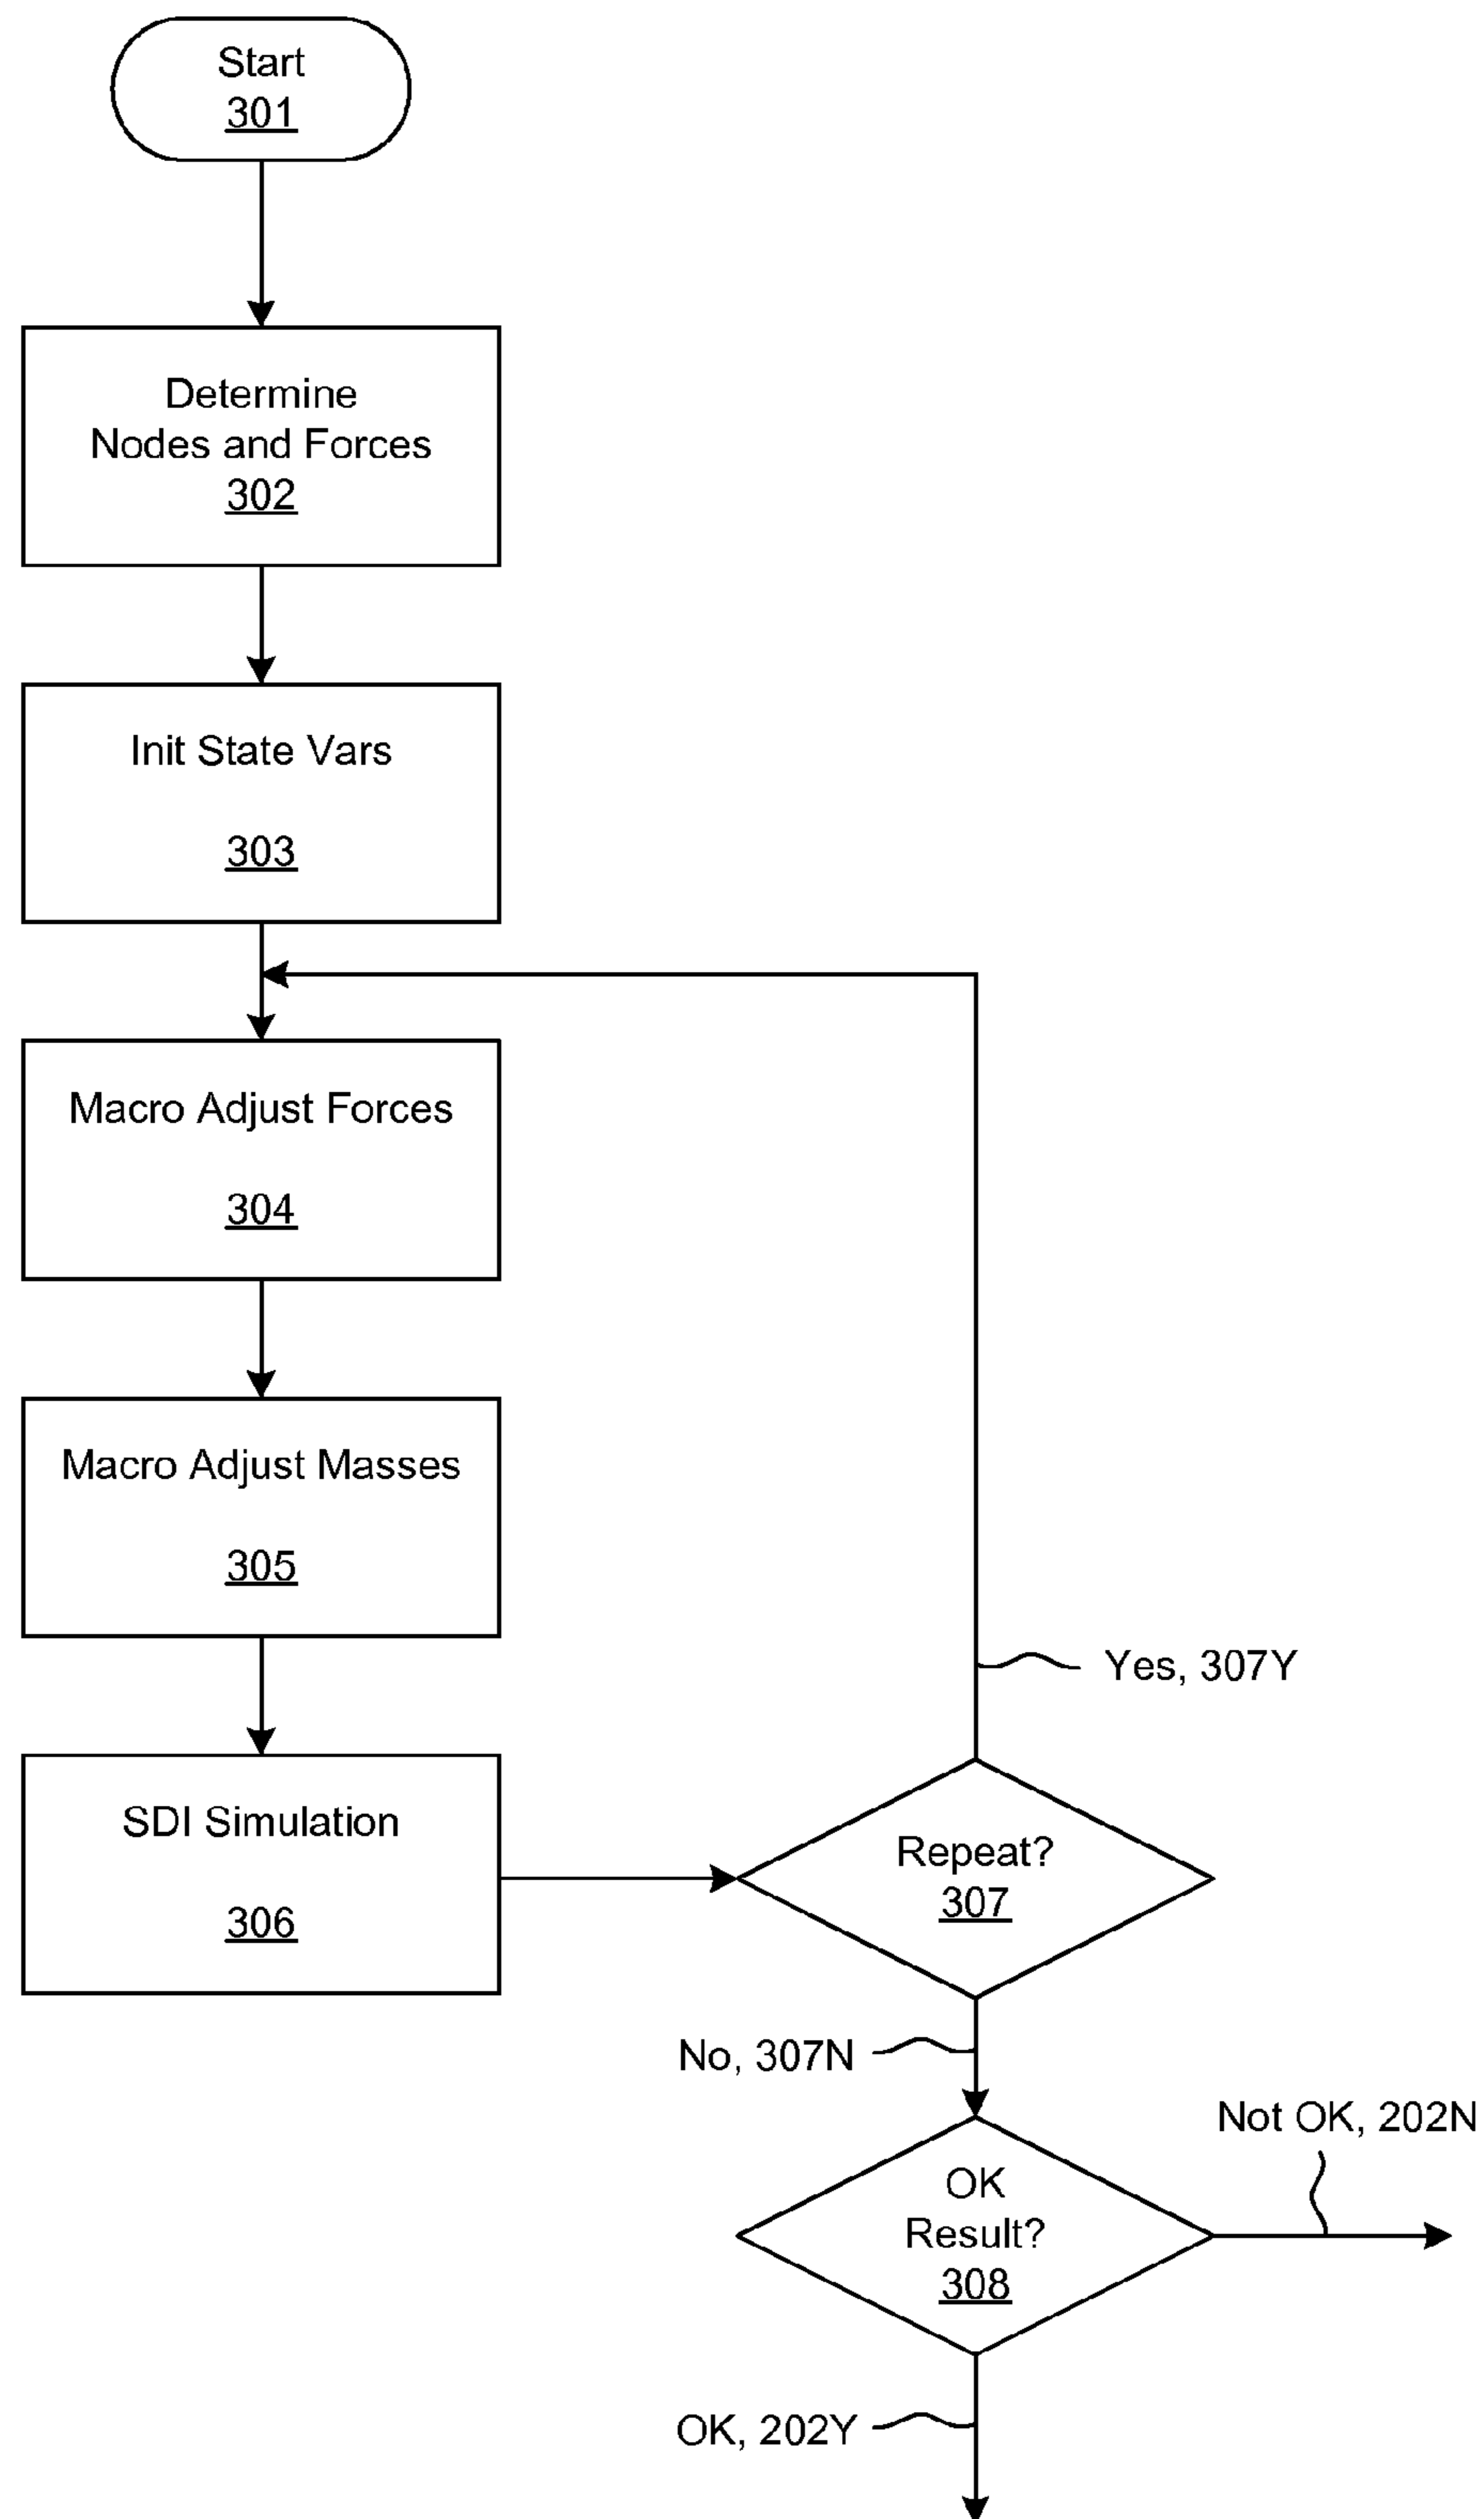 Start
301
Determine
Nodes and Forces
302
Init State Vars
303
Macro Adjust Forces
304
Macro Adjust Masses
305
SDI Simulation
306
Yes, 307Y
Repeat?
307
No, 307N
Not OK, 202N
OK
Result?
308
OK, 202Y